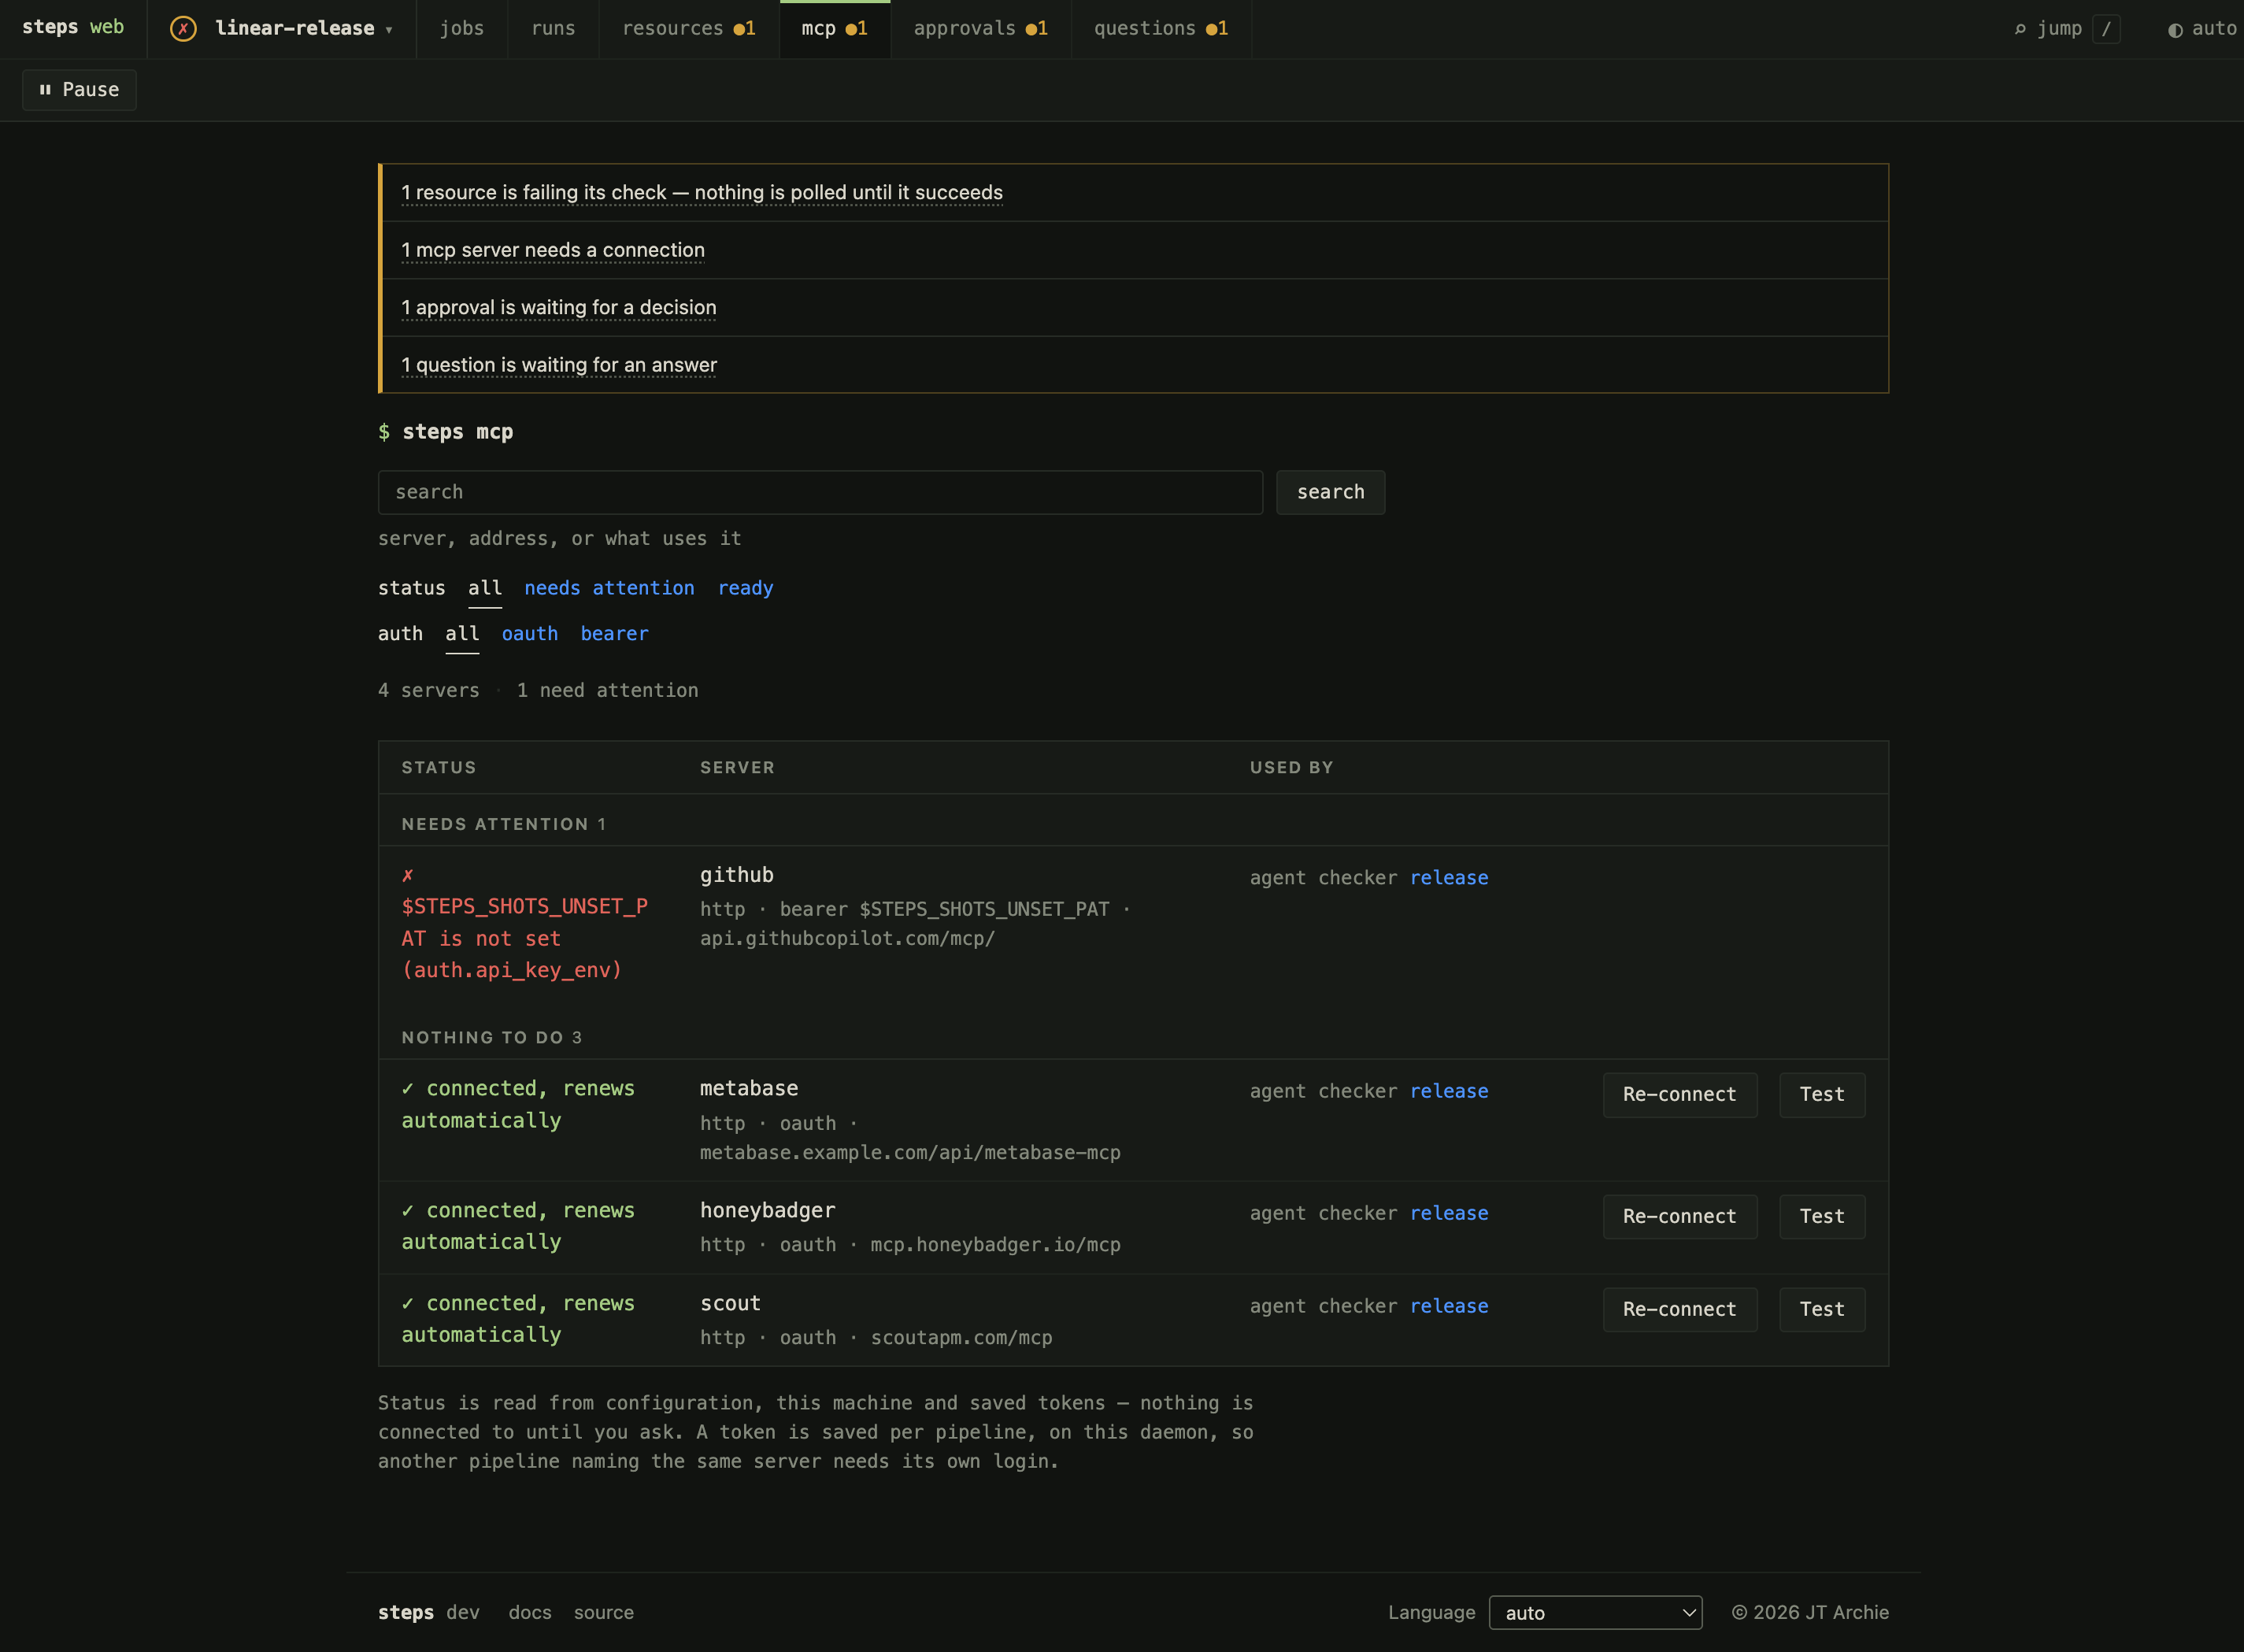 steps web
✗ linear-release ▾
jobs
runs
resources ●1
mcp ●1
approvals ●1
questions ●1
⌕ jump /
◐ auto
⏸ Pause
1 resource is failing its check — nothing is polled until it succeeds
1 mcp server needs a connection
1 approval is waiting for a decision
1 question is waiting for an answer
$ steps mcp
search
search
server, address, or what uses it
status all needs attention ready
auth all oauth bearer
4 servers · 1 need attention
STATUS SERVER USED BY
NEEDS ATTENTION 1
✗
$STEPS_SHOTS_UNSET_P
AT is not set
(auth.api_key_env)
github
http · bearer $STEPS_SHOTS_UNSET_PAT ·
api.githubcopilot.com/mcp/
agent checker release
NOTHING TO DO 3
✓ connected, renews
automatically
metabase
http · oauth ·
metabase.example.com/api/metabase-mcp
agent checker release
Re-connect
Test
✓ connected, renews
automatically
honeybadger
http · oauth · mcp.honeybadger.io/mcp
agent checker release
Re-connect
Test
✓ connected, renews
automatically
scout
http · oauth · scoutapm.com/mcp
agent checker release
Re-connect
Test
Status is read from configuration, this machine and saved tokens — nothing is
connected to until you ask. A token is saved per pipeline, on this daemon, so
another pipeline naming the same server needs its own login.
steps dev docs source
Language auto
© 2026 JT Archie